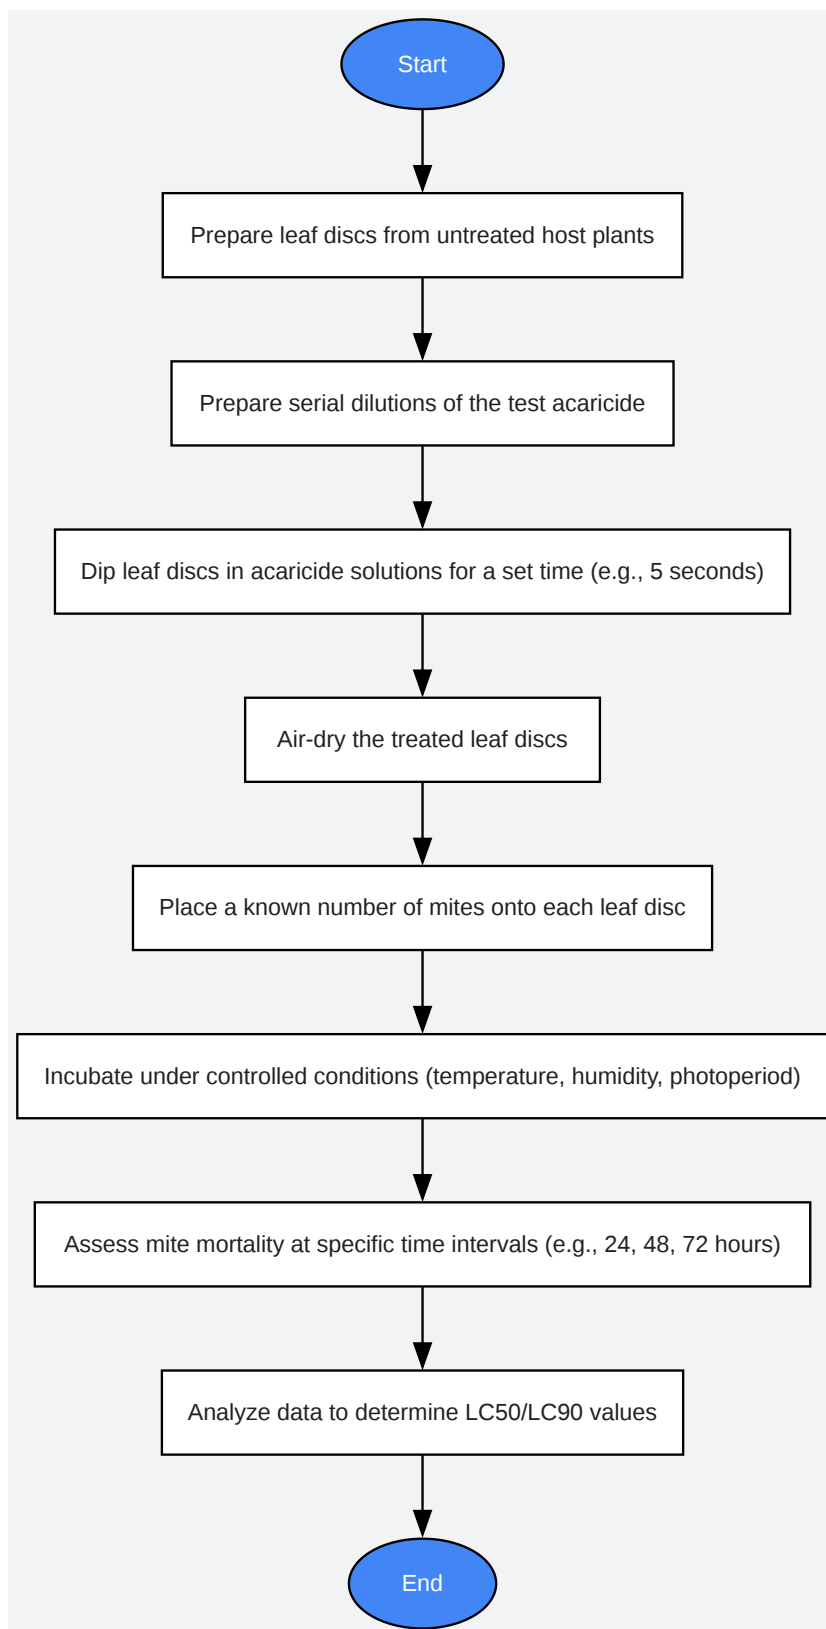 Start
Prepare leaf discs from untreated host plants
Prepare serial dilutions of the test acaricide
Dip leaf discs in acaricide solutions for a set time (e.g., 5 seconds)
Air-dry the treated leaf discs
Place a known number of mites onto each leaf disc
Incubate under controlled conditions (temperature, humidity, photoperiod)
Assess mite mortality at specific time intervals (e.g., 24, 48, 72 hours)
Analyze data to determine LC50/LC90 values
End